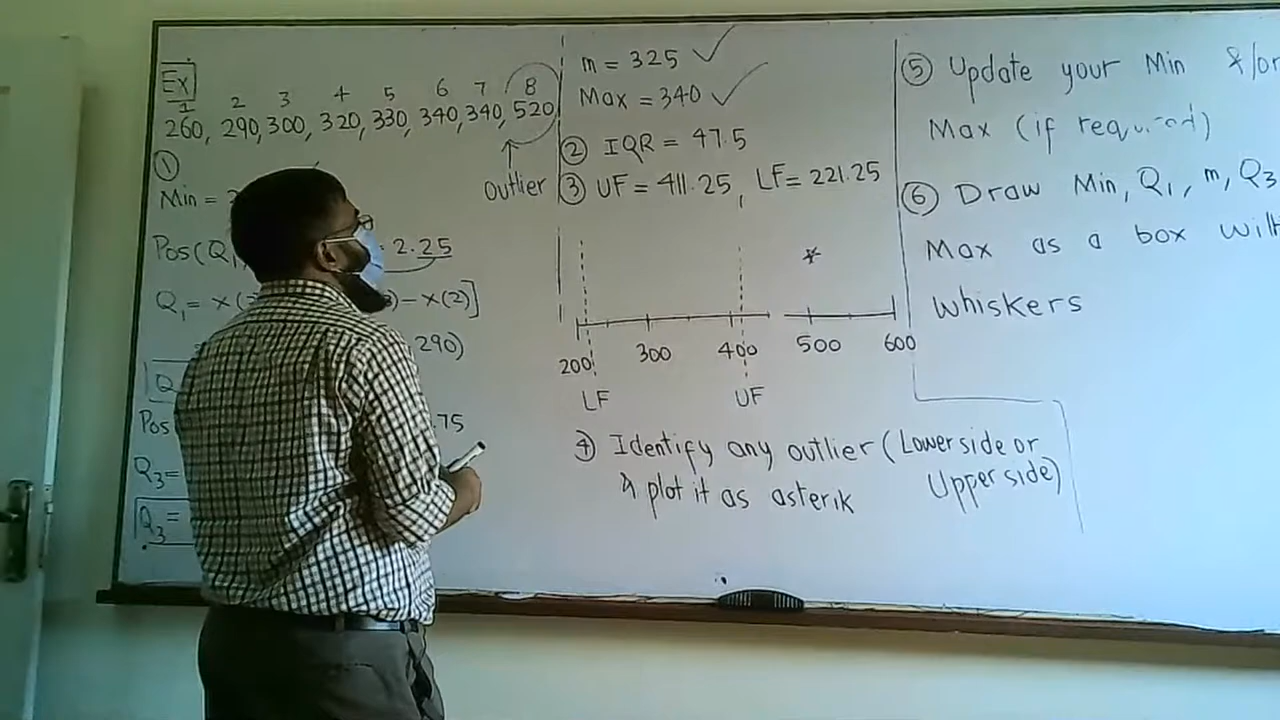 Ex
1 2 3 4 5 6 7 8
260, 290, 300, 320, 330, 340, 340, 520
outlier
①
Min =
Pos(Q 2.25
Q₁ = x( ) - x(2)]
290)
Q
Pos .75
Q₃ =
Q₃ =
m = 325 ✓
Max = 340 ✓
② IQR = 47.5
③ UF = 411.25, LF = 221.25
*
200 300 400 500 600
LF UF
④ Identify any outlier (Lower side or
& plot it as asterik Upper side)
⑤ Update your Min &/or
Max (if required)
⑥ Draw Min, Q₁, m, Q₃
Max as a box with
whiskers